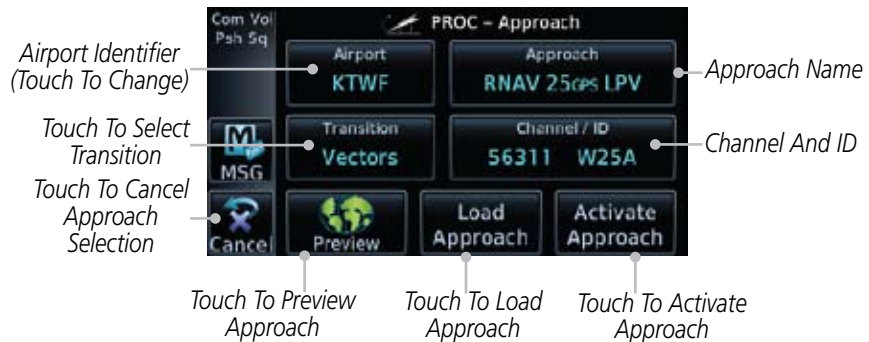 Com Vol
Psh Sq
PROC – Approach
Airport Identifier
(Touch To Change)
Airport
KTWF
Approach
RNAV 25GPS LPV
Approach Name
Touch To Select
Transition
MSG
Transition
Vectors
Channel / ID
56311 W25A
Channel And ID
Touch To Cancel
Approach
Selection
Cancel
Preview
Load
Approach
Activate
Approach
Touch To Preview
Approach
Touch To Load
Approach
Touch To Activate
Approach